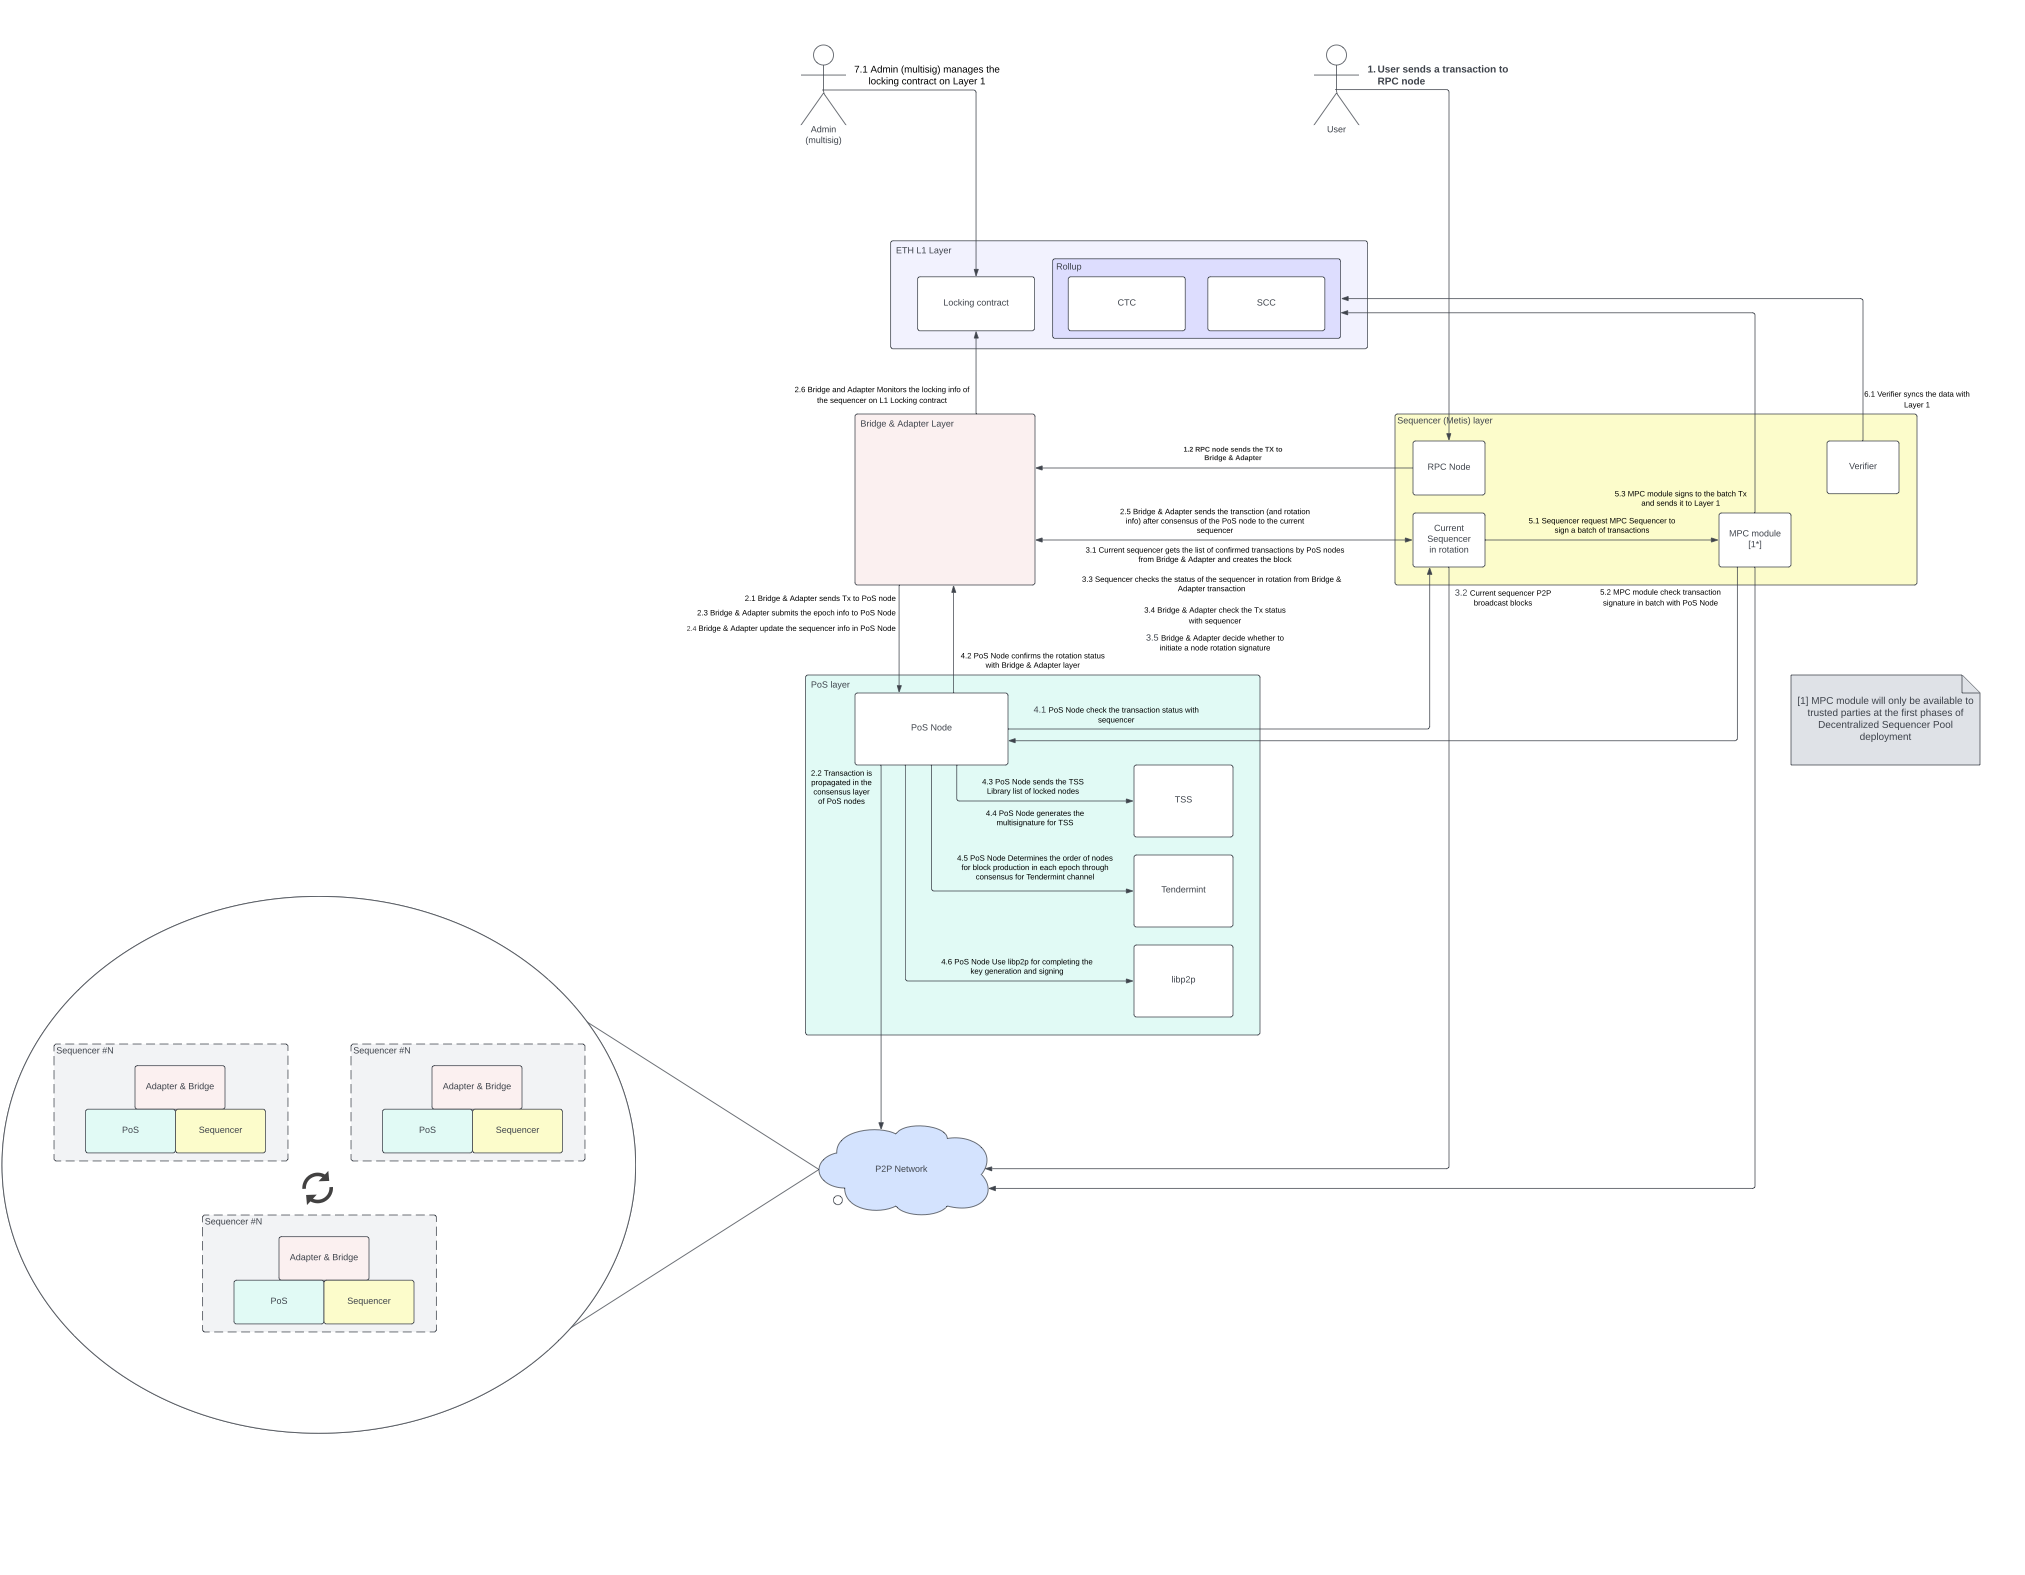 7.1 Admin (multisig) manages the
locking contract on Layer 1
Admin
(multisig)
1. User sends a transaction to
RPC node
User
ETH L1 Layer
Locking contract
Rollup
CTC
SCC
2.6 Bridge and Adapter Monitors the locking info of
the sequencer on L1 Locking contract
6.1 Verifier syncs the data with
Layer 1
Bridge & Adapter Layer
Sequencer (Metis) layer
1.2 RPC node sends the TX to
Bridge & Adapter
RPC Node
Verifier
5.3 MPC module signs to the batch Tx
and sends it to Layer 1
2.5 Bridge & Adapter sends the transction (and rotation
info) after consensus of the PoS node to the current
sequencer
Current
Sequencer
in rotation
5.1 Sequencer request MPC Sequencer to
sign a batch of transactions
MPC module
[1*]
3.1 Current sequencer gets the list of confirmed transactions by PoS nodes
from Bridge & Adapter and creates the block
3.3 Sequencer checks the status of the sequencer in rotation from Bridge &
Adapter transaction
3.4 Bridge & Adapter check the Tx status
with sequencer
3.5 Bridge & Adapter decide whether to
initiate a node rotation signature
3.2 Current sequencer P2P
broadcast blocks
5.2 MPC module check transaction
signature in batch with PoS Node
2.1 Bridge & Adapter sends Tx to PoS node
2.3 Bridge & Adapter submits the epoch info to PoS Node
2.4 Bridge & Adapter update the sequencer info in PoS Node
4.2 PoS Node confirms the rotation status
with Bridge & Adapter layer
PoS layer
PoS Node
4.1 PoS Node check the transaction status with
sequencer
[1] MPC module will only be available to
trusted parties at the first phases of
Decentralized Sequencer Pool
deployment
2.2 Transaction is
propagated in the
consensus layer
of PoS nodes
4.3 PoS Node sends the TSS
Library list of locked nodes
4.4 PoS Node generates the
multisignature for TSS
TSS
4.5 PoS Node Determines the order of nodes
for block production in each epoch through
consensus for Tendermint channel
Tendermint
4.6 PoS Node Use libp2p for completing the
key generation and signing
libp2p
Sequencer #N
Adapter & Bridge
PoS
Sequencer
Sequencer #N
Adapter & Bridge
PoS
Sequencer
P2P Network
Sequencer #N
Adapter & Bridge
PoS
Sequencer